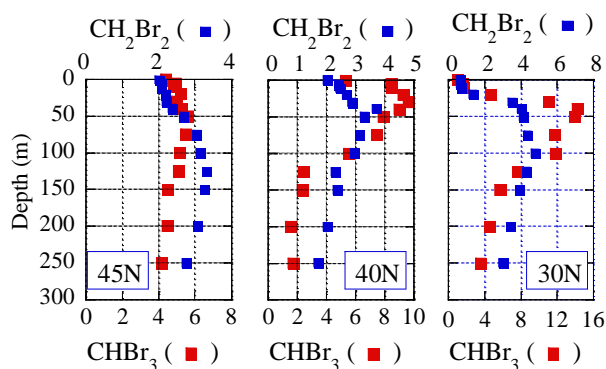 CH₂Br₂ ( ■ ) CH₂Br₂ ( ■ ) CH₂Br₂ ( ■ )
0 2 4 0 1 2 3 4 5 0 2 4 6 8
0
50
100
150
200
250
300
Depth (m)
45N 40N 30N
0 2 4 6 8 0 2 4 6 8 10 0 4 8 12 16
CHBr₃ ( ■ ) CHBr₃ ( ■ ) CHBr₃ ( ■ )